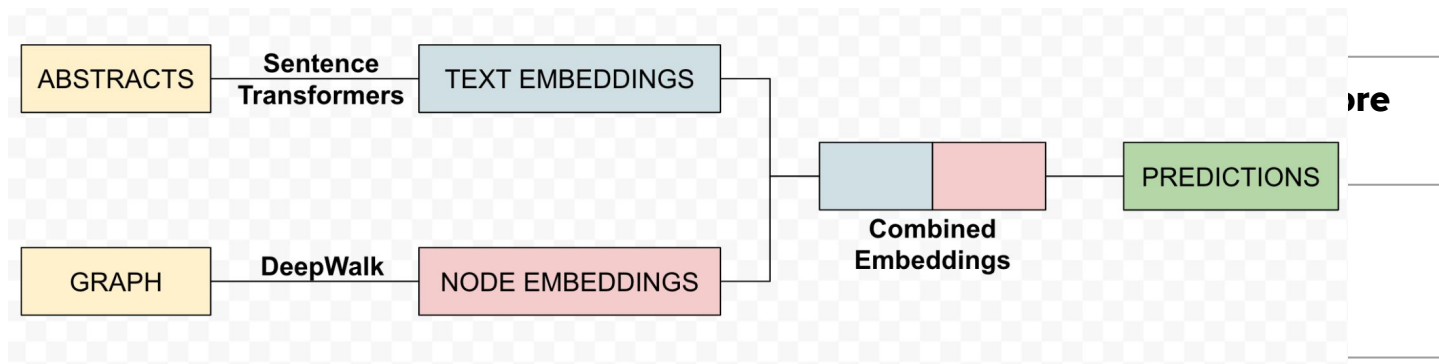 ABSTRACTS
Sentence
Transformers
TEXT EMBEDDINGS
PREDICTIONS
Combined
Embeddings
GRAPH
DeepWalk
NODE EMBEDDINGS